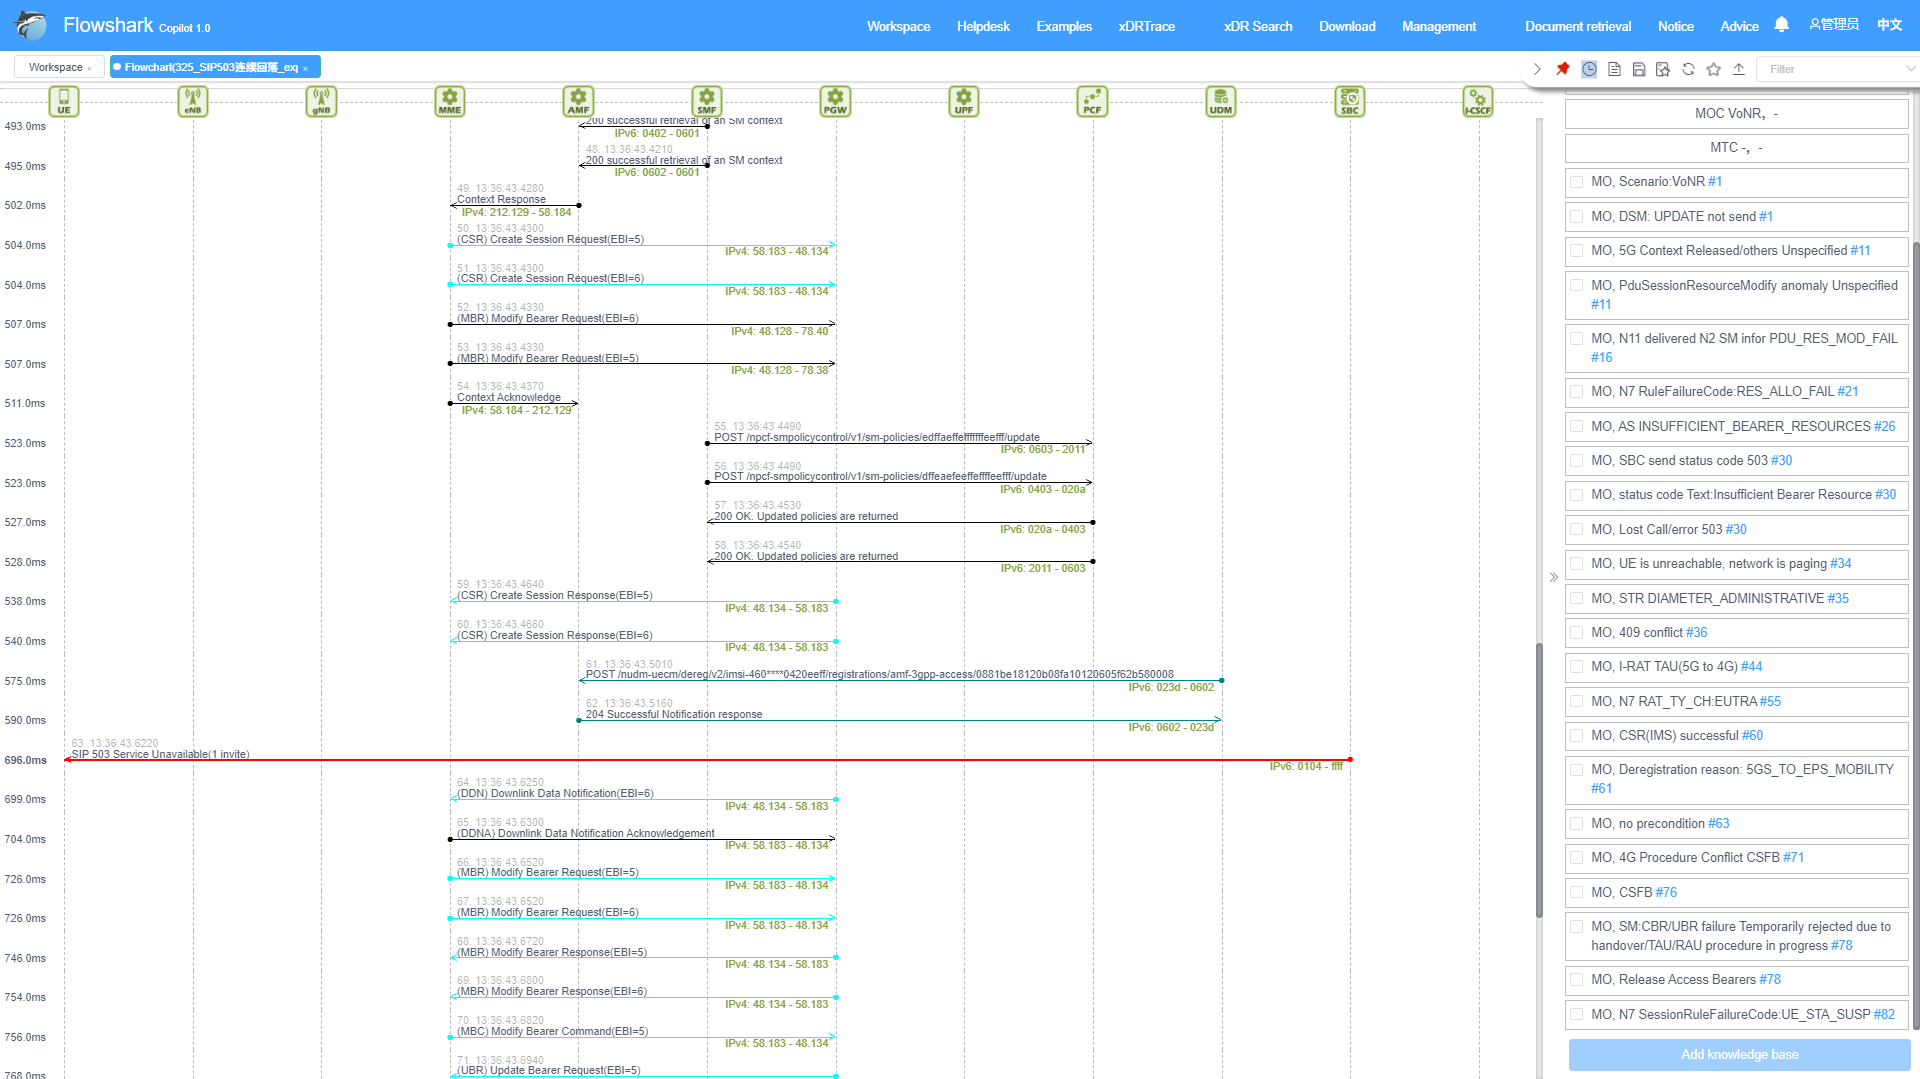 Flowshark Copilot 1.0
Workspace Helpdesk Examples xDRTrace xDR Search Download Management Document retrieval Notice Advice 管理员 中文
Workspace × Flowchart(325_SIP503连续回落_exq ×
Filter
UE eNB gNB MME AMF SMF PGW UPF PCF UDM SBC I-CSCF
493.0ms 200 successful retrieval of an SM context
IPv6: 0402 - 0601
48. 13:36:43.4210
495.0ms 200 successful retrieval of an SM context
IPv6: 0602 - 0601
49. 13:36:43.4280
502.0ms Context Response
IPv4: 212.129 - 58.184
50. 13:36:43.4300
504.0ms (CSR) Create Session Request(EBI=5)
IPv4: 58.183 - 48.134
51. 13:36:43.4300
504.0ms (CSR) Create Session Request(EBI=6)
IPv4: 58.183 - 48.134
52. 13:36:43.4330
507.0ms (MBR) Modify Bearer Request(EBI=6)
IPv4: 48.128 - 78.40
53. 13:36:43.4330
507.0ms (MBR) Modify Bearer Request(EBI=5)
IPv4: 48.128 - 78.38
54. 13:36:43.4370
511.0ms Context Acknowledge
IPv4: 58.184 - 212.129
55. 13:36:43.4490
523.0ms POST /npcf-smpolicycontrol/v1/sm-policies/edffaeffefffffffeefff/update
IPv6: 0603 - 2011
56. 13:36:43.4490
523.0ms POST /npcf-smpolicycontrol/v1/sm-policies/dffeaefeeffeffffeefff/update
IPv6: 0403 - 020a
57. 13:36:43.4530
527.0ms 200 OK. Updated policies are returned
IPv6: 020a - 0403
58. 13:36:43.4540
528.0ms 200 OK. Updated policies are returned
IPv6: 2011 - 0603
59. 13:36:43.4640
538.0ms (CSR) Create Session Response(EBI=5)
IPv4: 48.134 - 58.183
60. 13:36:43.4660
540.0ms (CSR) Create Session Response(EBI=6)
IPv4: 48.134 - 58.183
61. 13:36:43.5010
575.0ms POST /nudm-uecm/dereg/v2/imsi-460****0420eeff/registrations/amf-3gpp-access/0881be18120b08fa10120605f62b580008
IPv6: 023d - 0602
62. 13:36:43.5160
590.0ms 204 Successful Notification response
IPv6: 0602 - 023d
63. 13:36:43.6220
696.0ms SIP 503 Service Unavailable(1 invite)
IPv6: 0104 - ffff
64. 13:36:43.6250
699.0ms (DDN) Downlink Data Notification(EBI=6)
IPv4: 48.134 - 58.183
65. 13:36:43.6300
704.0ms (DDNA) Downlink Data Notification Acknowledgement
IPv4: 58.183 - 48.134
66. 13:36:43.6520
726.0ms (MBR) Modify Bearer Request(EBI=5)
IPv4: 58.183 - 48.134
67. 13:36:43.6520
726.0ms (MBR) Modify Bearer Request(EBI=6)
IPv4: 58.183 - 48.134
68. 13:36:43.6720
746.0ms (MBR) Modify Bearer Response(EBI=5)
IPv4: 48.134 - 58.183
69. 13:36:43.6800
754.0ms (MBR) Modify Bearer Response(EBI=6)
IPv4: 48.134 - 58.183
70. 13:36:43.6820
756.0ms (MBC) Modify Bearer Command(EBI=5)
IPv4: 58.183 - 48.134
71. 13:36:43.6940
768.0ms (UBR) Update Bearer Request(EBI=5)
MOC VoNR, -
MTC -, -
MO, Scenario:VoNR #1
MO, DSM: UPDATE not send #1
MO, 5G Context Released/others Unspecified #11
MO, PduSessionResourceModify anomaly Unspecified
#11
MO, N11 delivered N2 SM infor PDU_RES_MOD_FAIL
#16
MO, N7 RuleFailureCode:RES_ALLO_FAIL #21
MO, AS INSUFFICIENT_BEARER_RESOURCES #26
MO, SBC send status code 503 #30
MO, status code Text:Insufficient Bearer Resource #30
MO, Lost Call/error 503 #30
MO, UE is unreachable, network is paging #34
MO, STR DIAMETER_ADMINISTRATIVE #35
MO, 409 conflict #36
MO, I-RAT TAU(5G to 4G) #44
MO, N7 RAT_TY_CH:EUTRA #55
MO, CSR(IMS) successful #60
MO, Deregistration reason: 5GS_TO_EPS_MOBILITY
#61
MO, no precondition #63
MO, 4G Procedure Conflict CSFB #71
MO, CSFB #76
MO, SM:CBR/UBR failure Temporarily rejected due to
handover/TAU/RAU procedure in progress #78
MO, Release Access Bearers #78
MO, N7 SessionRuleFailureCode:UE_STA_SUSP #82
Add knowledge base